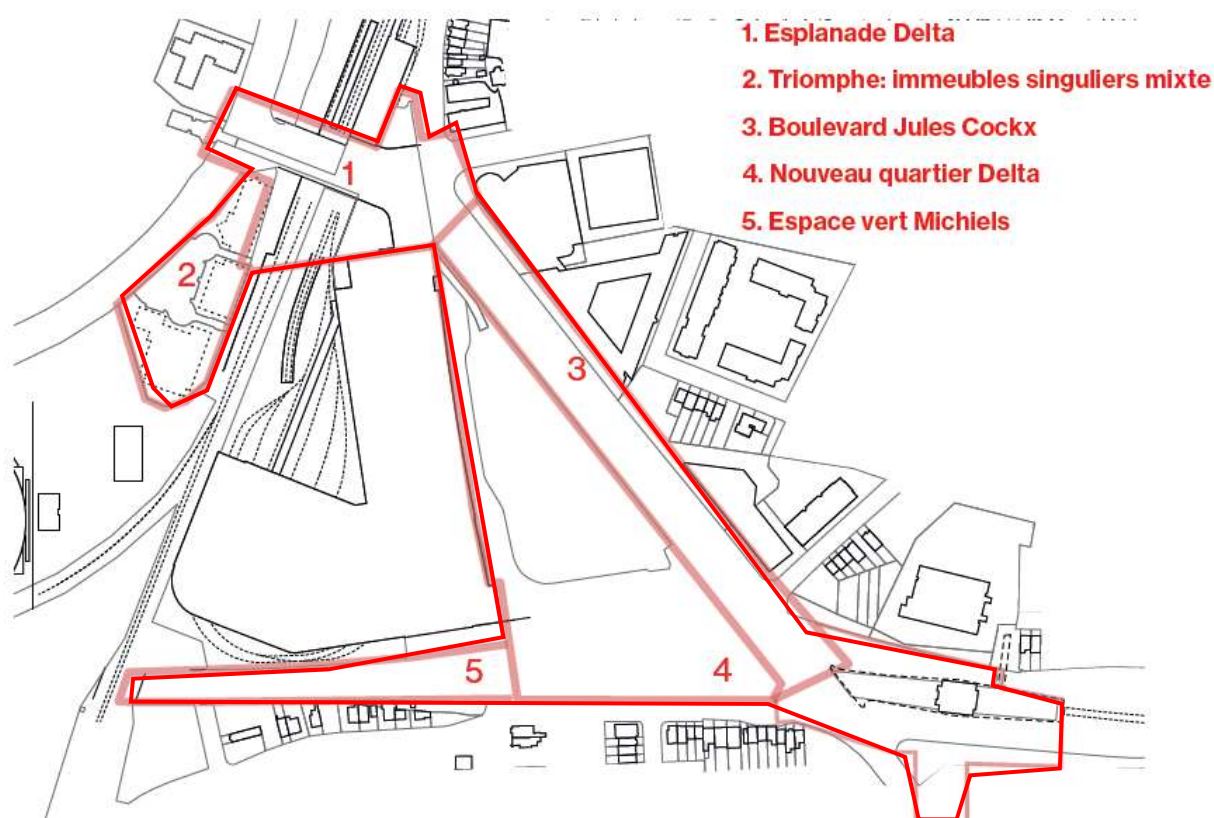 1. Esplanade Delta
2. Triomphe: immeubles singuliers mixte
3. Boulevard Jules Cockx
4. Nouveau quartier Delta
5. Espace vert Michiels
1
2
3
5
4